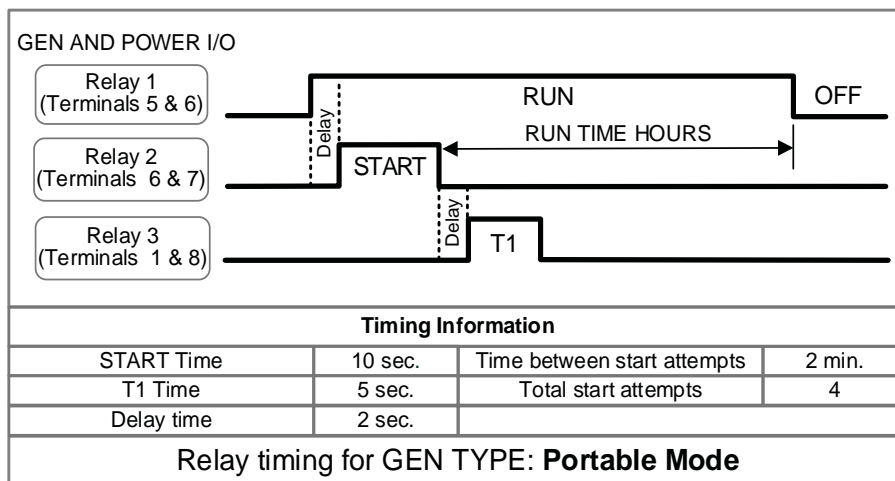 GEN AND POWER I/O
Relay 1
(Terminals 5 & 6)
Delay
RUN
OFF
RUN TIME HOURS
Relay 2
(Terminals 6 & 7)
START
Relay 3
(Terminals 1 & 8)
Delay
T1
Timing Information
START Time 10 sec. Time between start attempts 2 min.
T1 Time 5 sec. Total start attempts 4
Delay time 2 sec.
Relay timing for GEN TYPE: Portable Mode